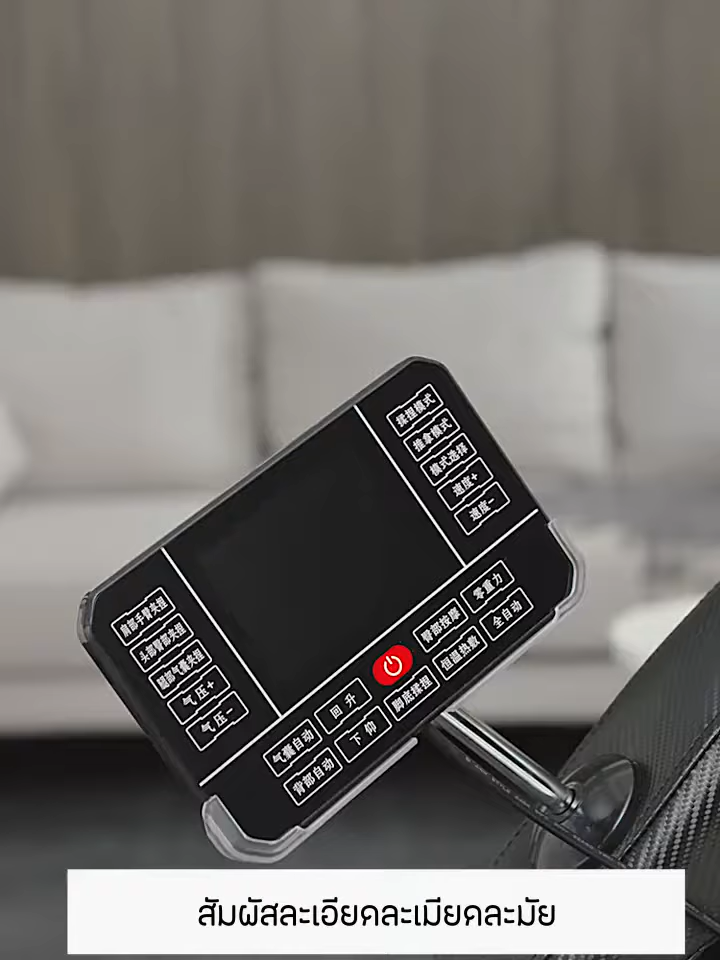 揉捏模式
推拿模式
模式选择
速度+
速度-
肩部手臂夹捏
头部臀部夹捏
腿部气囊夹捏
气压+
气压-
气囊自动
回升
臀部按摩
零重力
背部自动
下仰
脚底揉捏
恒温热敷
全自动
สัมผัสละเอียดละเมียดละมัย